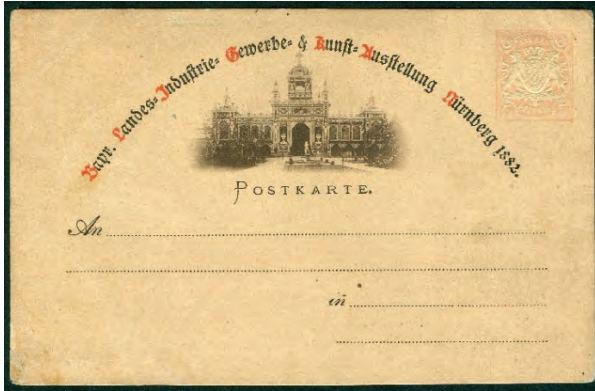 Bayr. Landes-Industrie- Gewerbe- & Kunst-Ausstellung Nürnberg 1882.
POSTKARTE.
An
in